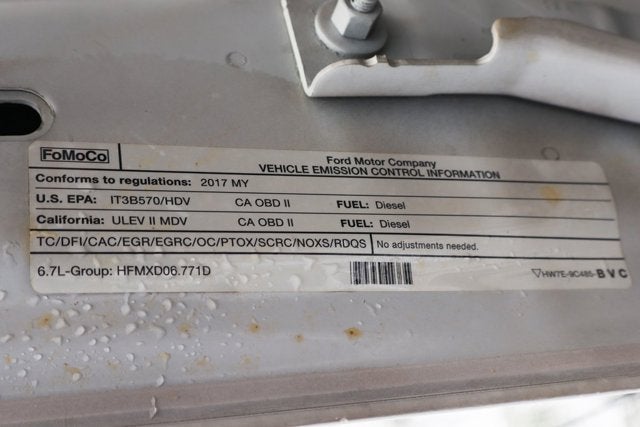 FoMoCo
Ford Motor Company
VEHICLE EMISSION CONTROL INFORMATION
Conforms to regulations: 2017 MY
U.S. EPA: IT3B570/HDV CA OBD II FUEL: Diesel
California: ULEV II MDV CA OBD II FUEL: Diesel
TC/DFI/CAC/EGR/EGRC/OC/PTOX/SCRC/NOXS/RDQS No adjustments needed.
6.7L-Group: HFMXD06.771D
HW7E-9C485-BVC